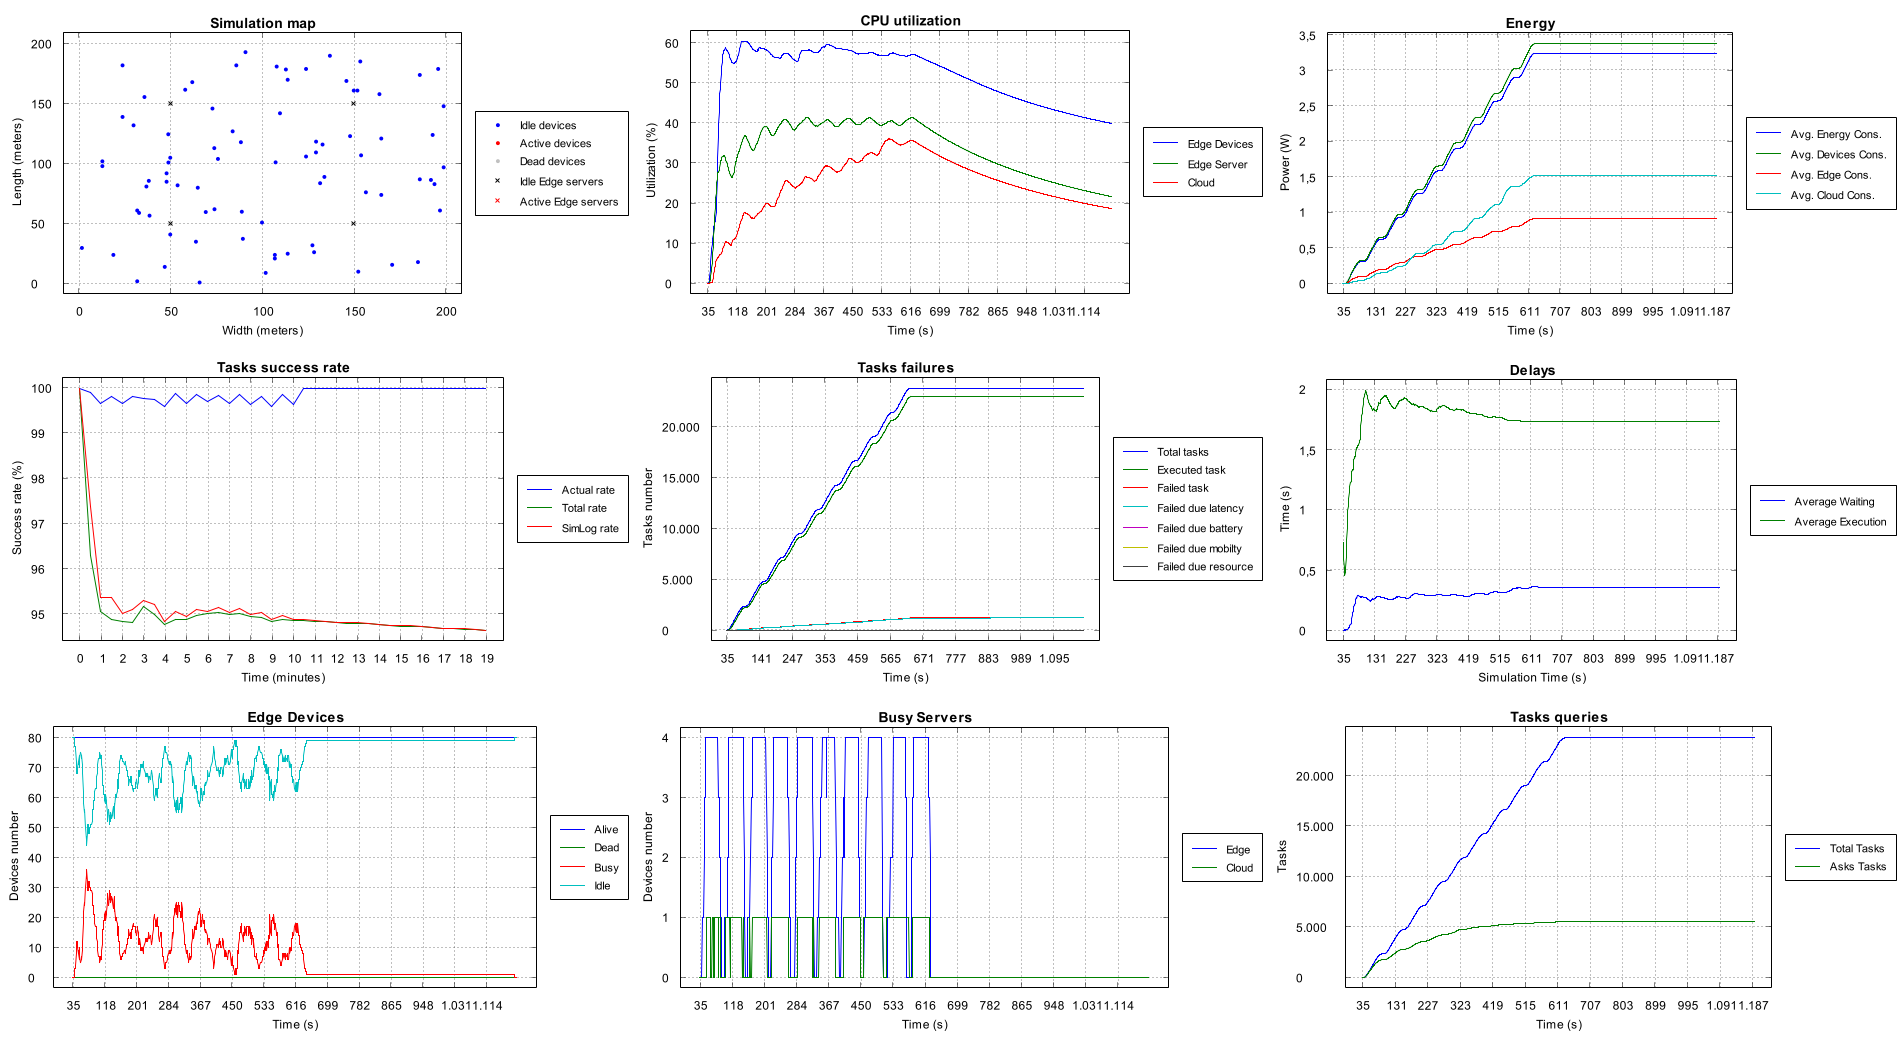 Simulation map
Length (meters)
200
150
100
50
0
0 50 100 150 200
Width (meters)
Idle devices
Active devices
Dead devices
Idle Edge servers
Active Edge servers
CPU utilization
Utilization (%)
60
50
40
30
20
10
0
35 118 201 284 367 450 533 616 699 782 865 948 1.031 1.114
Time (s)
Edge Devices
Edge Server
Cloud
Energy
Power (W)
3,5
3
2,5
2
1,5
1
0,5
0
35 131 227 323 419 515 611 707 803 899 995 1.091 1.187
Time (s)
Avg. Energy Cons.
Avg. Devices Cons.
Avg. Edge Cons.
Avg. Cloud Cons.
Tasks success rate
Success rate (%)
100
99
98
97
96
95
0 1 2 3 4 5 6 7 8 9 10 11 12 13 14 15 16 17 18 19
Time (minutes)
Actual rate
Total rate
SimLog rate
Tasks failures
Tasks number
20.000
15.000
10.000
5.000
0
35 141 247 353 459 565 671 777 883 989 1.095
Time (s)
Total tasks
Executed task
Failed task
Failed due latency
Failed due battery
Failed due mobilty
Failed due resource
Delays
Time (s)
2
1,5
1
0,5
0
35 131 227 323 419 515 611 707 803 899 995 1.091 1.187
Simulation Time (s)
Average Waiting
Average Execution
Edge Devices
Devices number
80
70
60
50
40
30
20
10
0
35 118 201 284 367 450 533 616 699 782 865 948 1.031 1.114
Time (s)
Alive
Dead
Busy
Idle
Busy Servers
Devices number
4
3
2
1
0
35 118 201 284 367 450 533 616 699 782 865 948 1.031 1.114
Time (s)
Edge
Cloud
Tasks queries
Tasks
20.000
15.000
10.000
5.000
0
35 131 227 323 419 515 611 707 803 899 995 1.091 1.187
Time (s)
Total Tasks
Asks Tasks